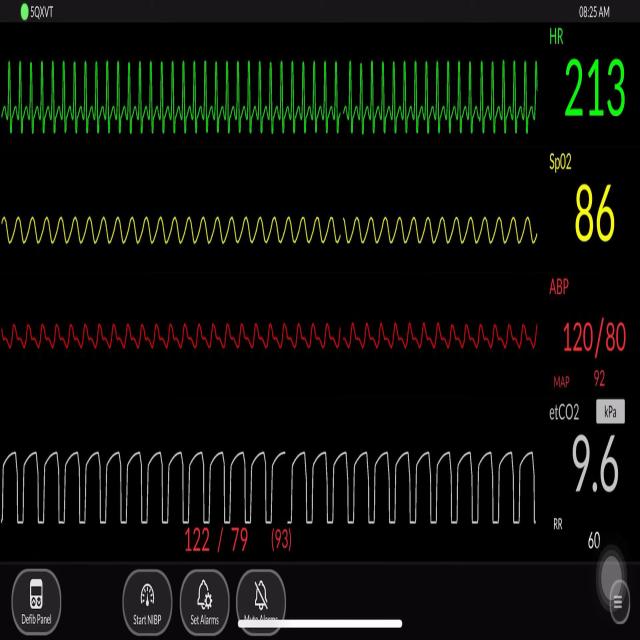 5QXVT
08:25 AM
HR
213
SpO2
86
ABP
120/80
MAP 92
etCO2 kPa
9.6
RR
60
122 / 79 (93)
Defib Panel
Start NIBP
Set Alarms
Mute Alarms